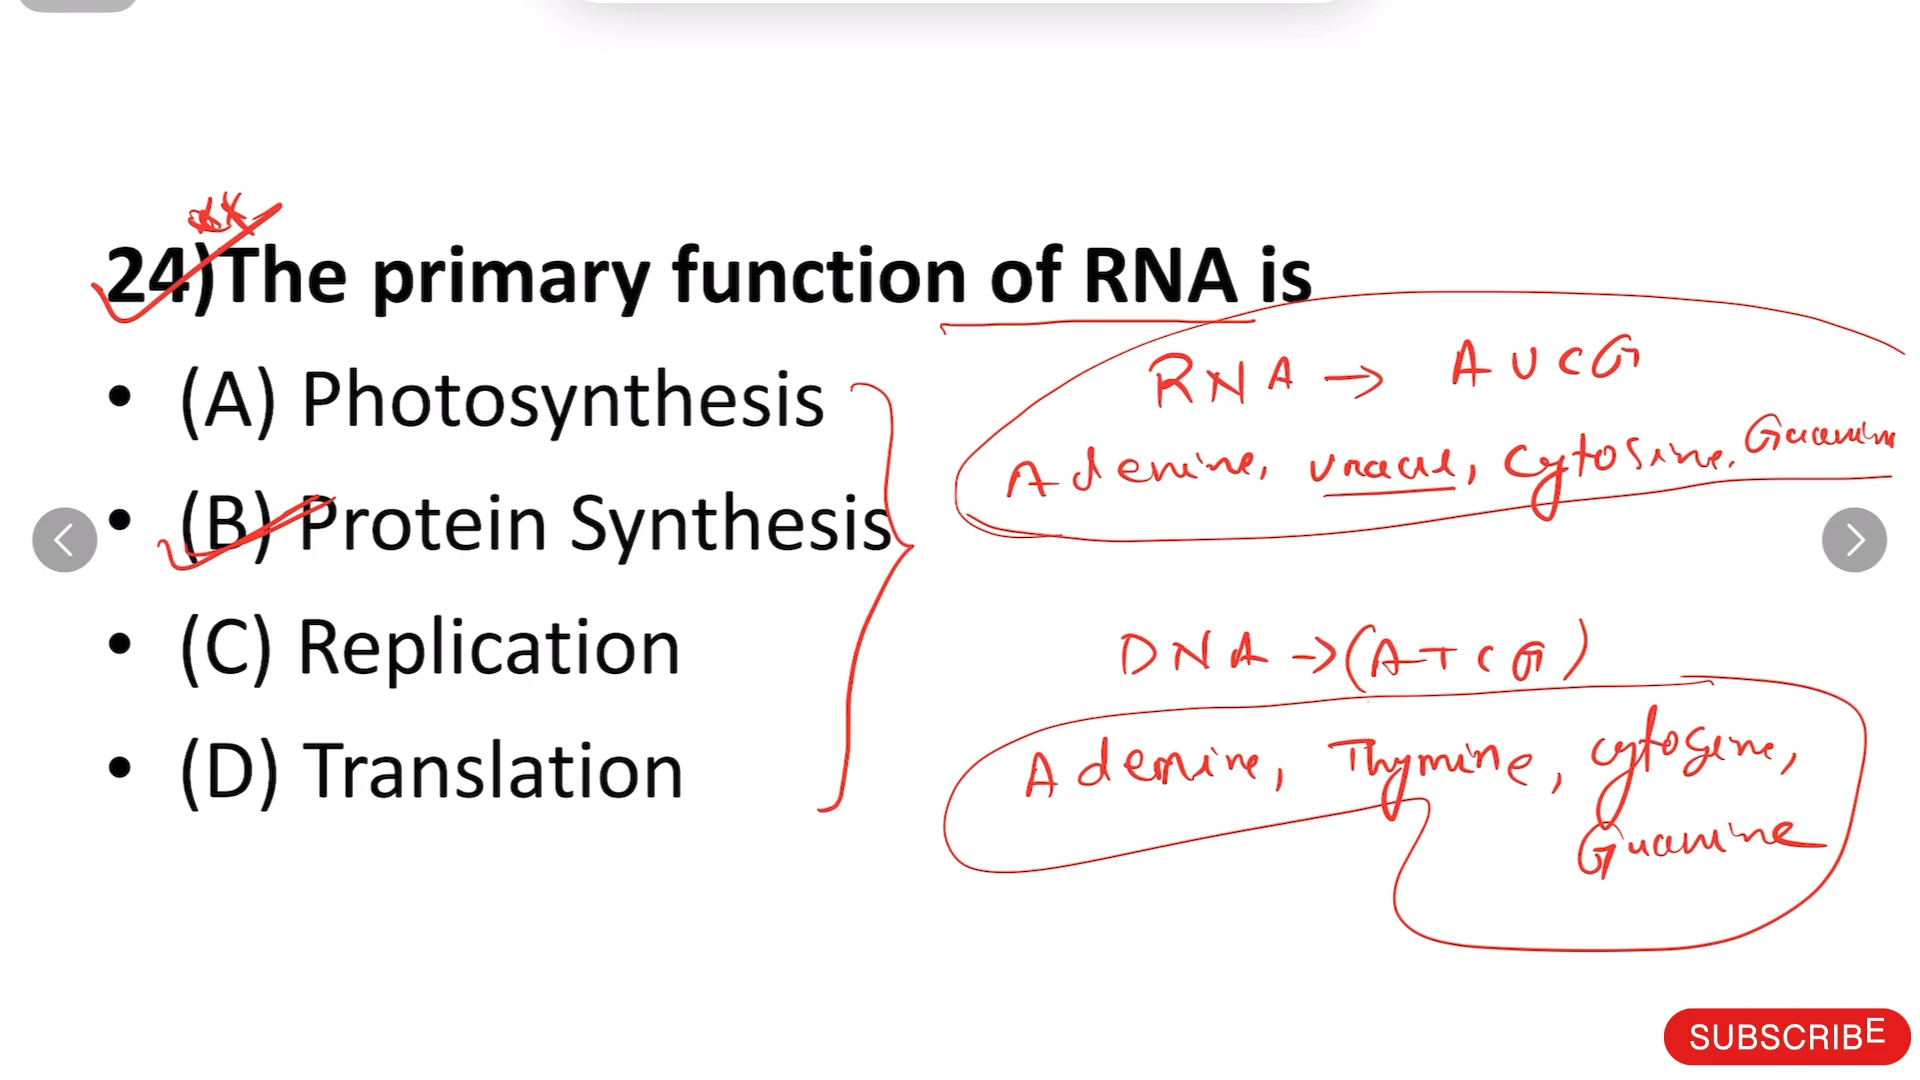 24)The primary function of RNA is
• (A) Photosynthesis
• (B) Protein Synthesis
• (C) Replication
• (D) Translation
RNA → AUCG
Adenine, uracil, Cytosine, Guanine
DNA → (ATCG)
Adenine, Thymine, cytosine,
Guanine
SUBSCRIBE